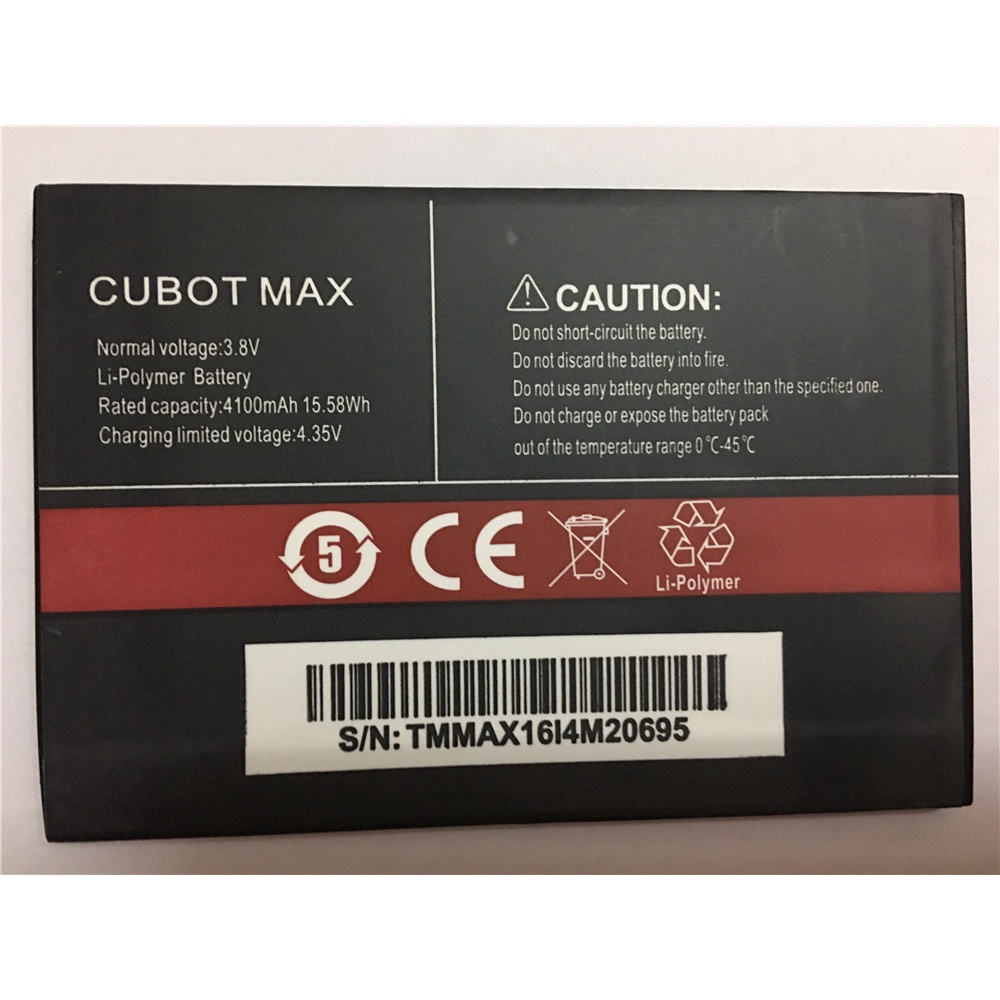 CUBOT MAX
Normal voltage:3.8V
Li-Polymer Battery
Rated capacity:4100mAh 15.58Wh
Charging limited voltage:4.35V
CAUTION:
Do not short-circuit the battery.
Do not discard the battery into fire.
Do not use any battery charger other than the specified one.
Do not charge or expose the battery pack
out of the temperature range 0℃-45℃
5
CE
Li-Polymer
S/N: TMMAX16I4M20695